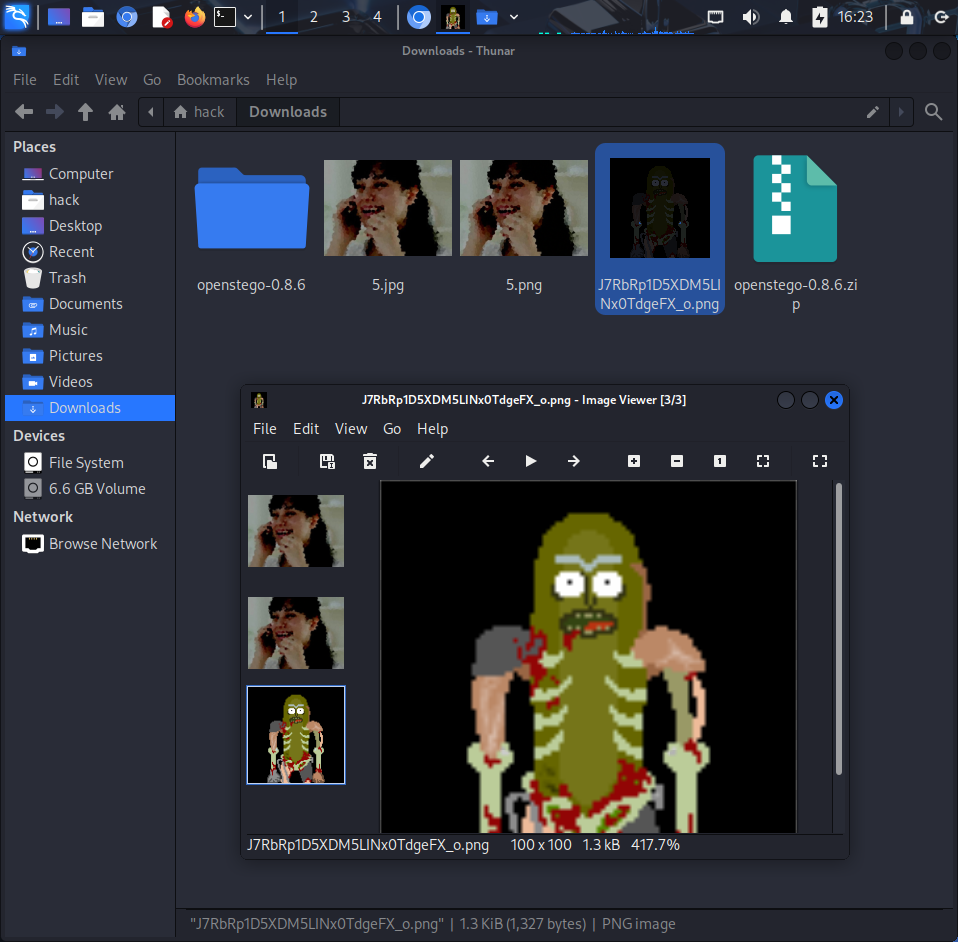 1 2 3 4 16:23
Downloads - Thunar
File Edit View Go Bookmarks Help
hack Downloads
Places
Computer
hack
Desktop
Recent
Trash
Documents
Music
Pictures
Videos
Downloads
Devices
File System
6.6 GB Volume
Network
Browse Network
openstego-0.8.6
5.jpg
5.png
J7RbRp1D5XDM5LI
Nx0TdgeFX_o.png
openstego-0.8.6.zi
p
J7RbRp1D5XDM5LINx0TdgeFX_o.png - Image Viewer [3/3]
File Edit View Go Help
J7RbRp1D5XDM5LINx0TdgeFX_o.png 100 x 100 1.3 kB 417.7%
"J7RbRp1D5XDM5LINx0TdgeFX_o.png" | 1.3 KiB (1,327 bytes) | PNG image